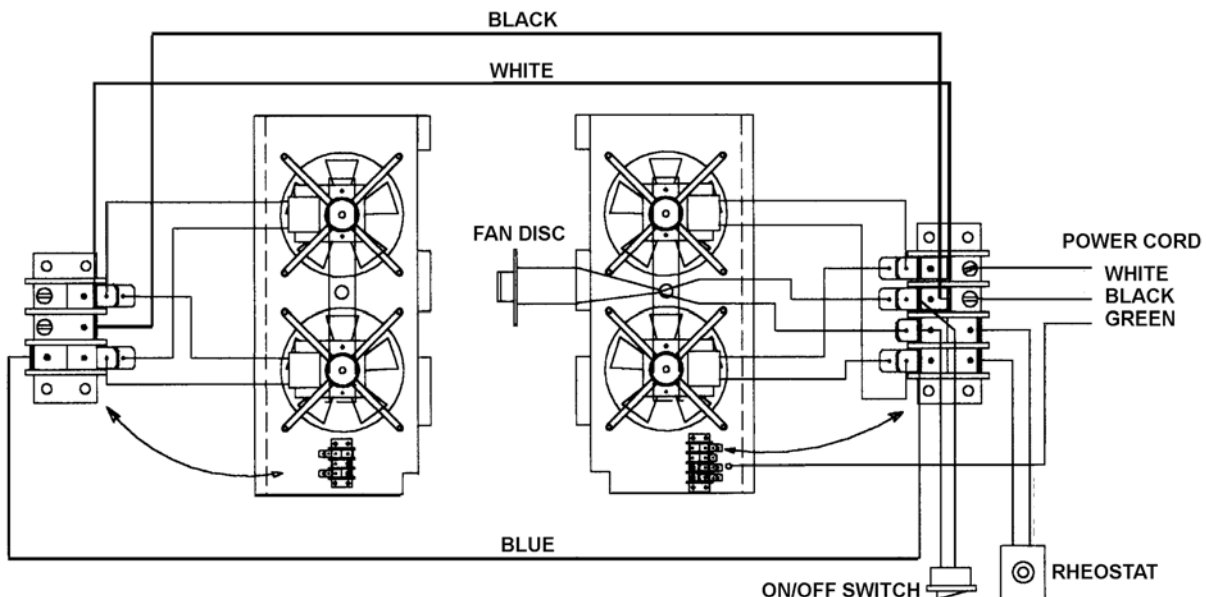 BLACK
WHITE
FAN DISC
POWER CORD
WHITE
BLACK
GREEN
BLUE
ON/OFF SWITCH
RHEOSTAT